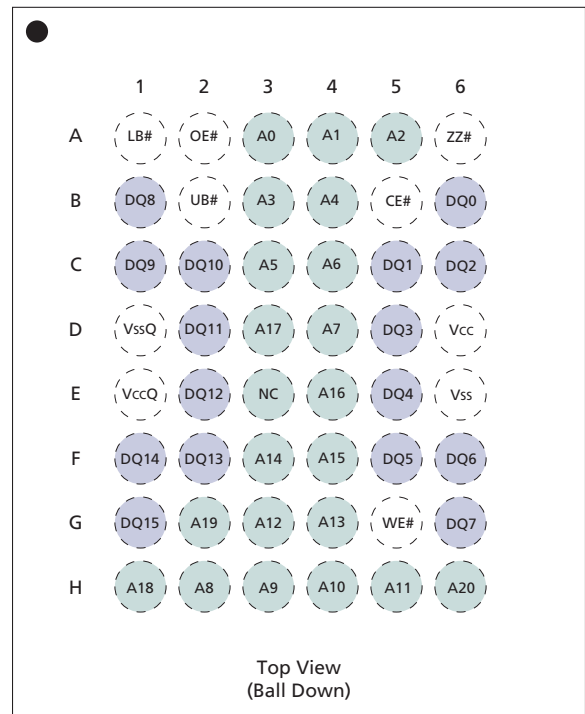 1 2 3 4 5 6
A LB# OE# A0 A1 A2 ZZ#
B DQ8 UB# A3 A4 CE# DQ0
C DQ9 DQ10 A5 A6 DQ1 DQ2
D VssQ DQ11 A17 A7 DQ3 Vcc
E VccQ DQ12 NC A16 DQ4 Vss
F DQ14 DQ13 A14 A15 DQ5 DQ6
G DQ15 A19 A12 A13 WE# DQ7
H A18 A8 A9 A10 A11 A20
Top View
(Ball Down)